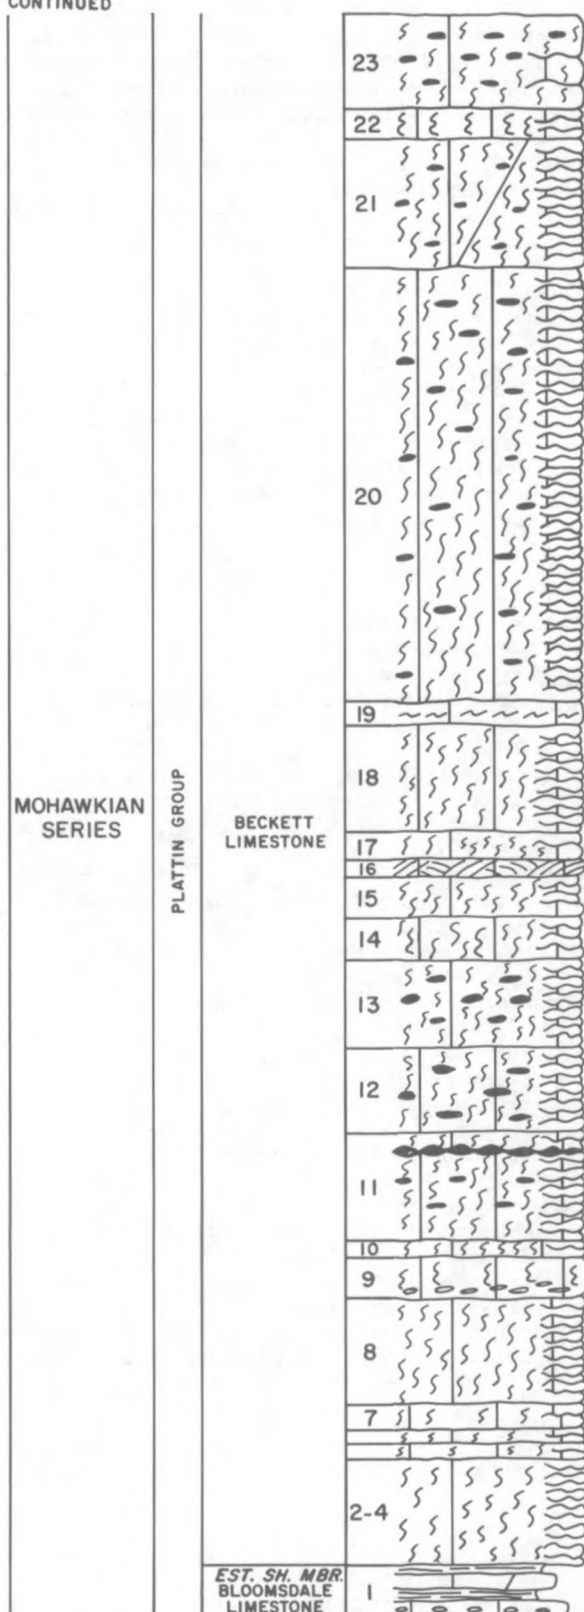 CONTINUED
23
22
21
20
19
18
17
16
15
14
13
12
11
10
9
8
7
2-4
1
MOHAWKIAN
SERIES
PLATTIN GROUP
BECKETT
LIMESTONE
EST. SH. MBR.
BLOOMSDALE
LIMESTONE